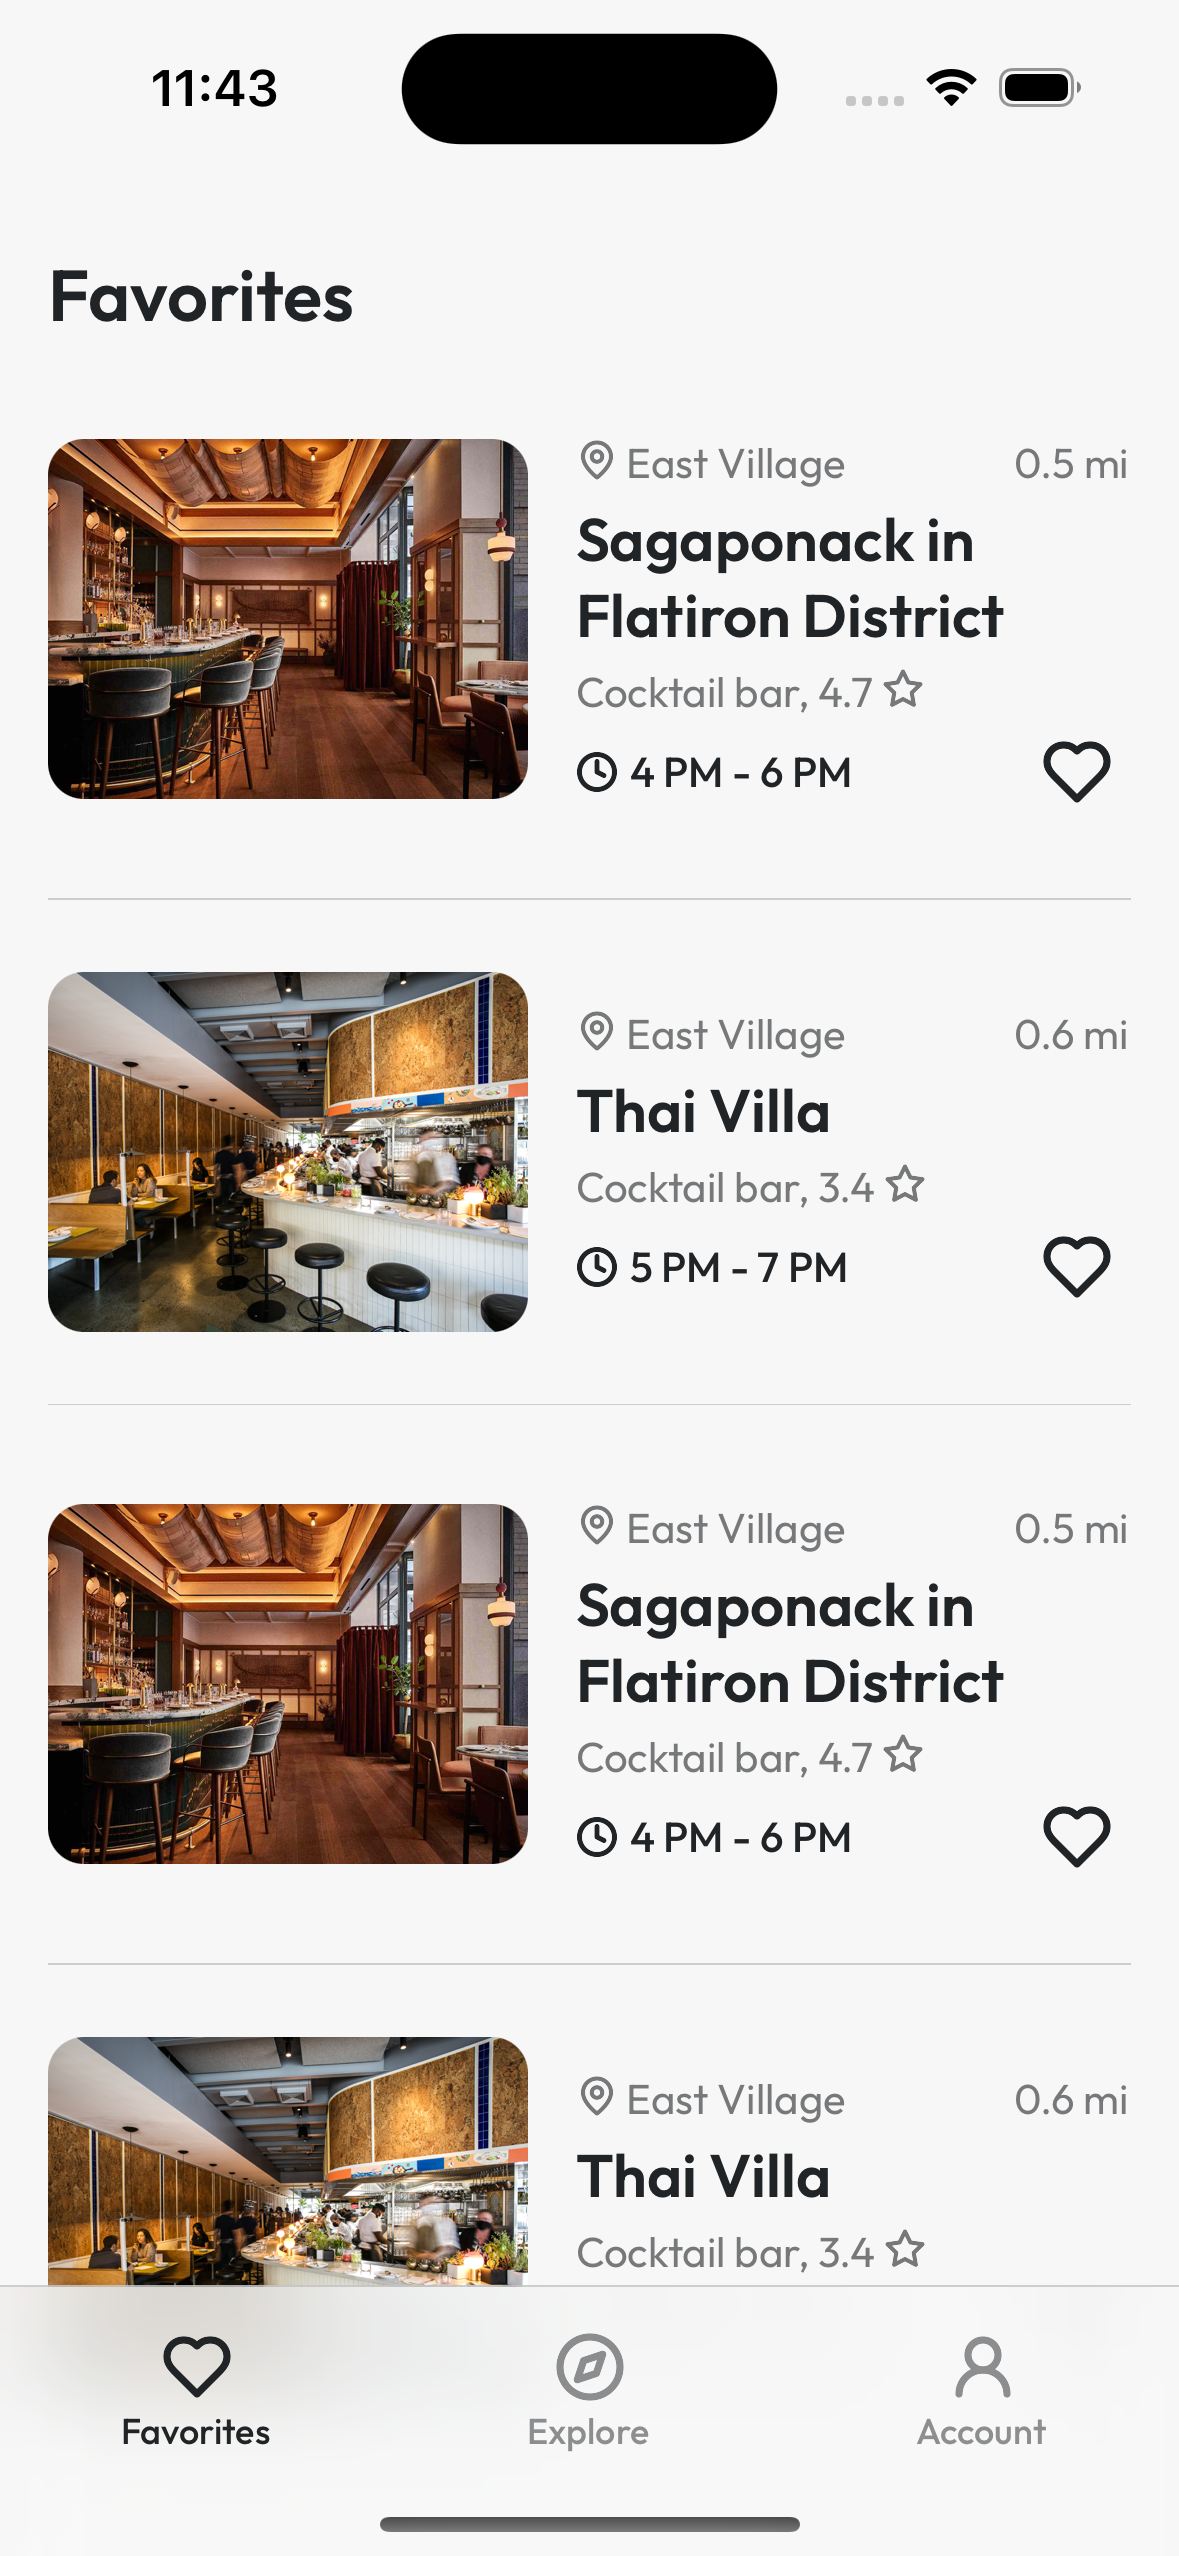 11:43
Favorites
East Village 0.5 mi
Sagaponack in
Flatiron District
Cocktail bar, 4.7
4 PM - 6 PM
East Village 0.6 mi
Thai Villa
Cocktail bar, 3.4
5 PM - 7 PM
East Village 0.5 mi
Sagaponack in
Flatiron District
Cocktail bar, 4.7
4 PM - 6 PM
East Village 0.6 mi
Thai Villa
Cocktail bar, 3.4
Favorites Explore Account